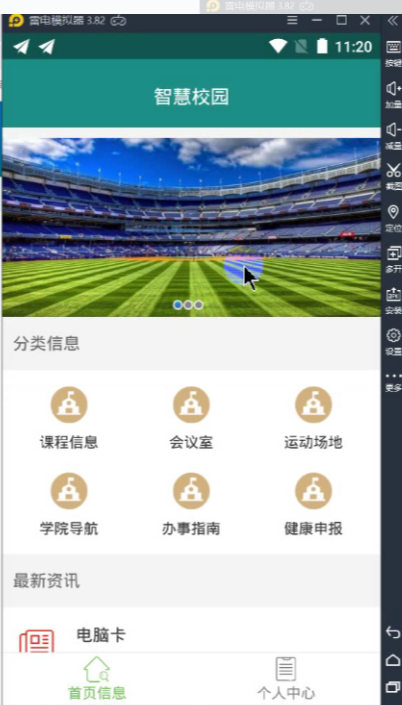 雷电模拟器 3.82
雷电模拟器 3.82
11:20
智慧校园
分类信息
课程信息 会议室 运动场地
学院导航 办事指南 健康申报
最新资讯
电脑卡
首页信息 个人中心
按键
加量
减量
截图
定位
多开
安装
设置
更多